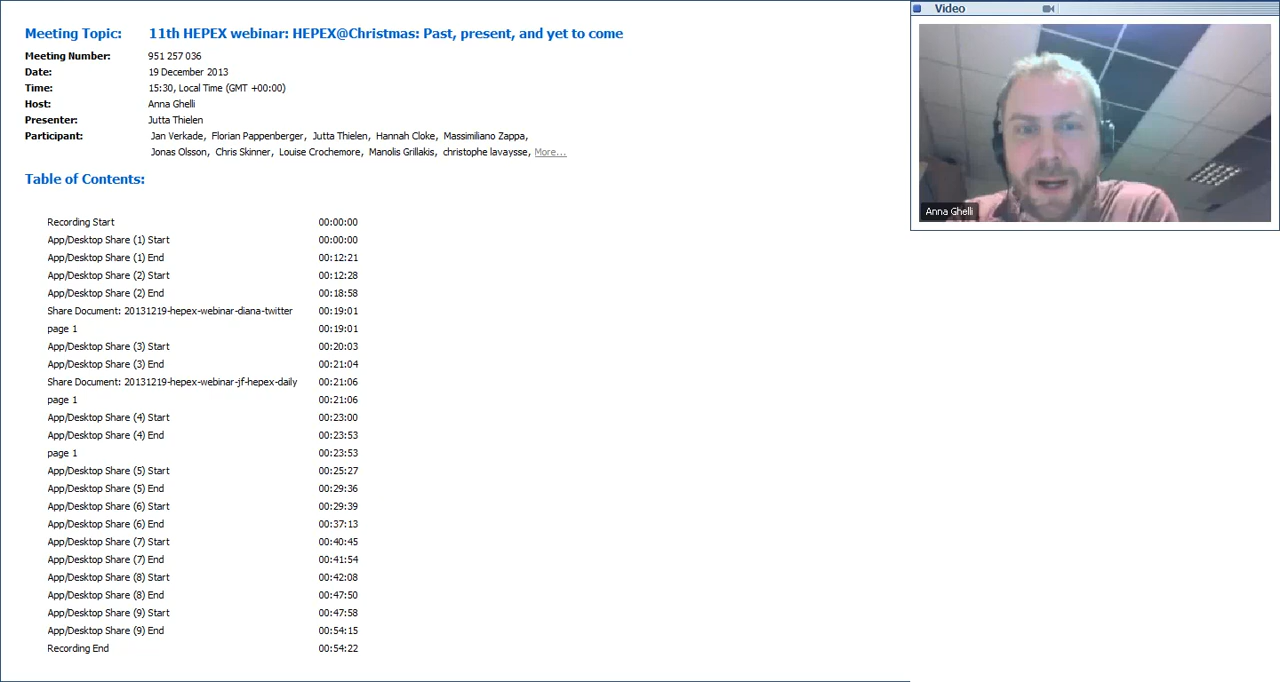 Meeting Topic: 11th HEPEX webinar: HEPEX@Christmas: Past, present, and yet to come
Meeting Number: 951 257 036
Date: 19 December 2013
Time: 15:30, Local Time (GMT +00:00)
Host: Anna Ghelli
Presenter: Jutta Thielen
Participant: Jan Verkade, Florian Pappenberger, Jutta Thielen, Hannah Cloke, Massimiliano Zappa,
Jonas Olsson, Chris Skinner, Louise Crochemore, Manolis Grillakis, christophe lavaysse, More...
Table of Contents:
Recording Start 00:00:00
App/Desktop Share (1) Start 00:00:00
App/Desktop Share (1) End 00:12:21
App/Desktop Share (2) Start 00:12:28
App/Desktop Share (2) End 00:18:58
Share Document: 20131219-hepex-webinar-diana-twitter 00:19:01
page 1 00:19:01
App/Desktop Share (3) Start 00:20:03
App/Desktop Share (3) End 00:21:04
Share Document: 20131219-hepex-webinar-jf-hepex-daily 00:21:06
page 1 00:21:06
App/Desktop Share (4) Start 00:23:00
App/Desktop Share (4) End 00:23:53
page 1 00:23:53
App/Desktop Share (5) Start 00:25:27
App/Desktop Share (5) End 00:29:36
App/Desktop Share (6) Start 00:29:39
App/Desktop Share (6) End 00:37:13
App/Desktop Share (7) Start 00:40:45
App/Desktop Share (7) End 00:41:54
App/Desktop Share (8) Start 00:42:08
App/Desktop Share (8) End 00:47:50
App/Desktop Share (9) Start 00:47:58
App/Desktop Share (9) End 00:54:15
Recording End 00:54:22
Video
Anna Ghelli